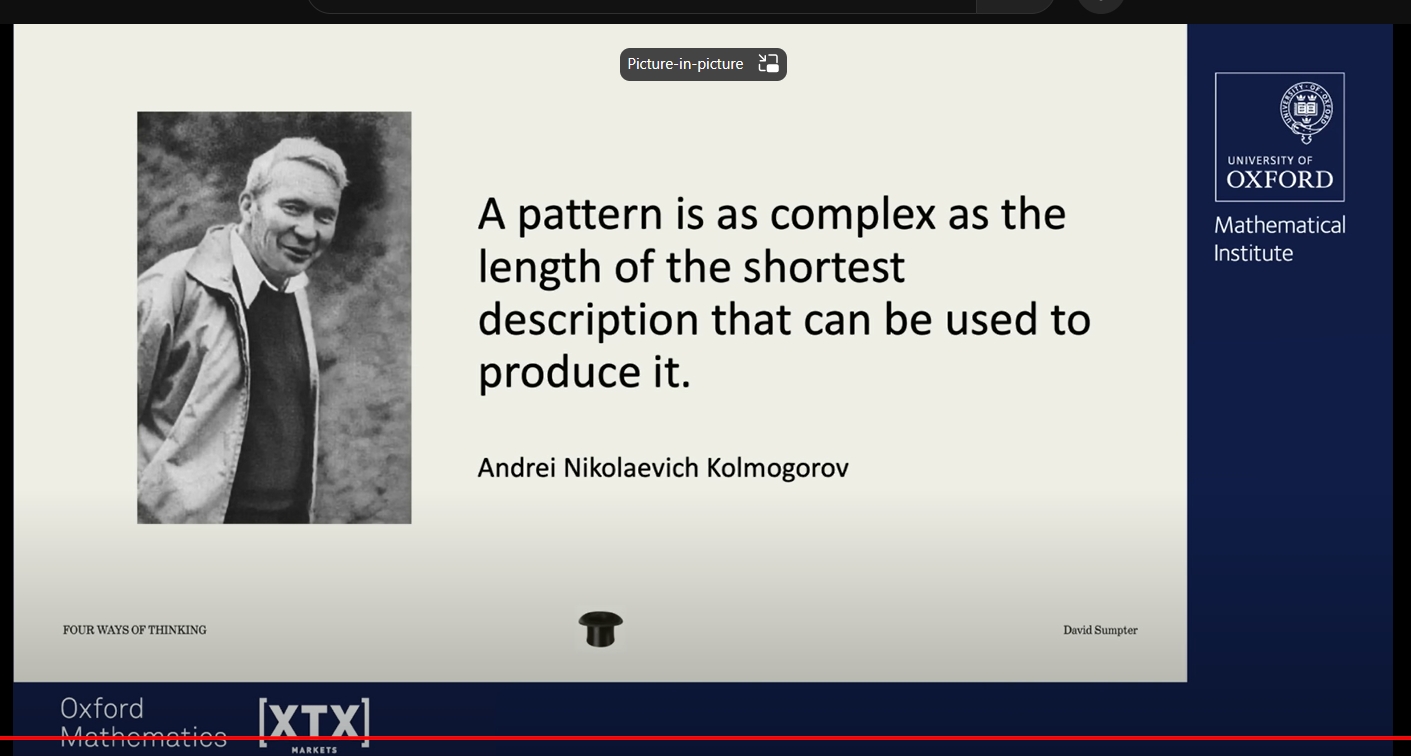 Picture-in-picture
UNIVERSITY OF
OXFORD
Mathematical
Institute
A pattern is as complex as the
length of the shortest
description that can be used to
produce it.
Andrei Nikolaevich Kolmogorov
FOUR WAYS OF THINKING
David Sumpter
Oxford
Mathematics
[XTX]
MARKETS